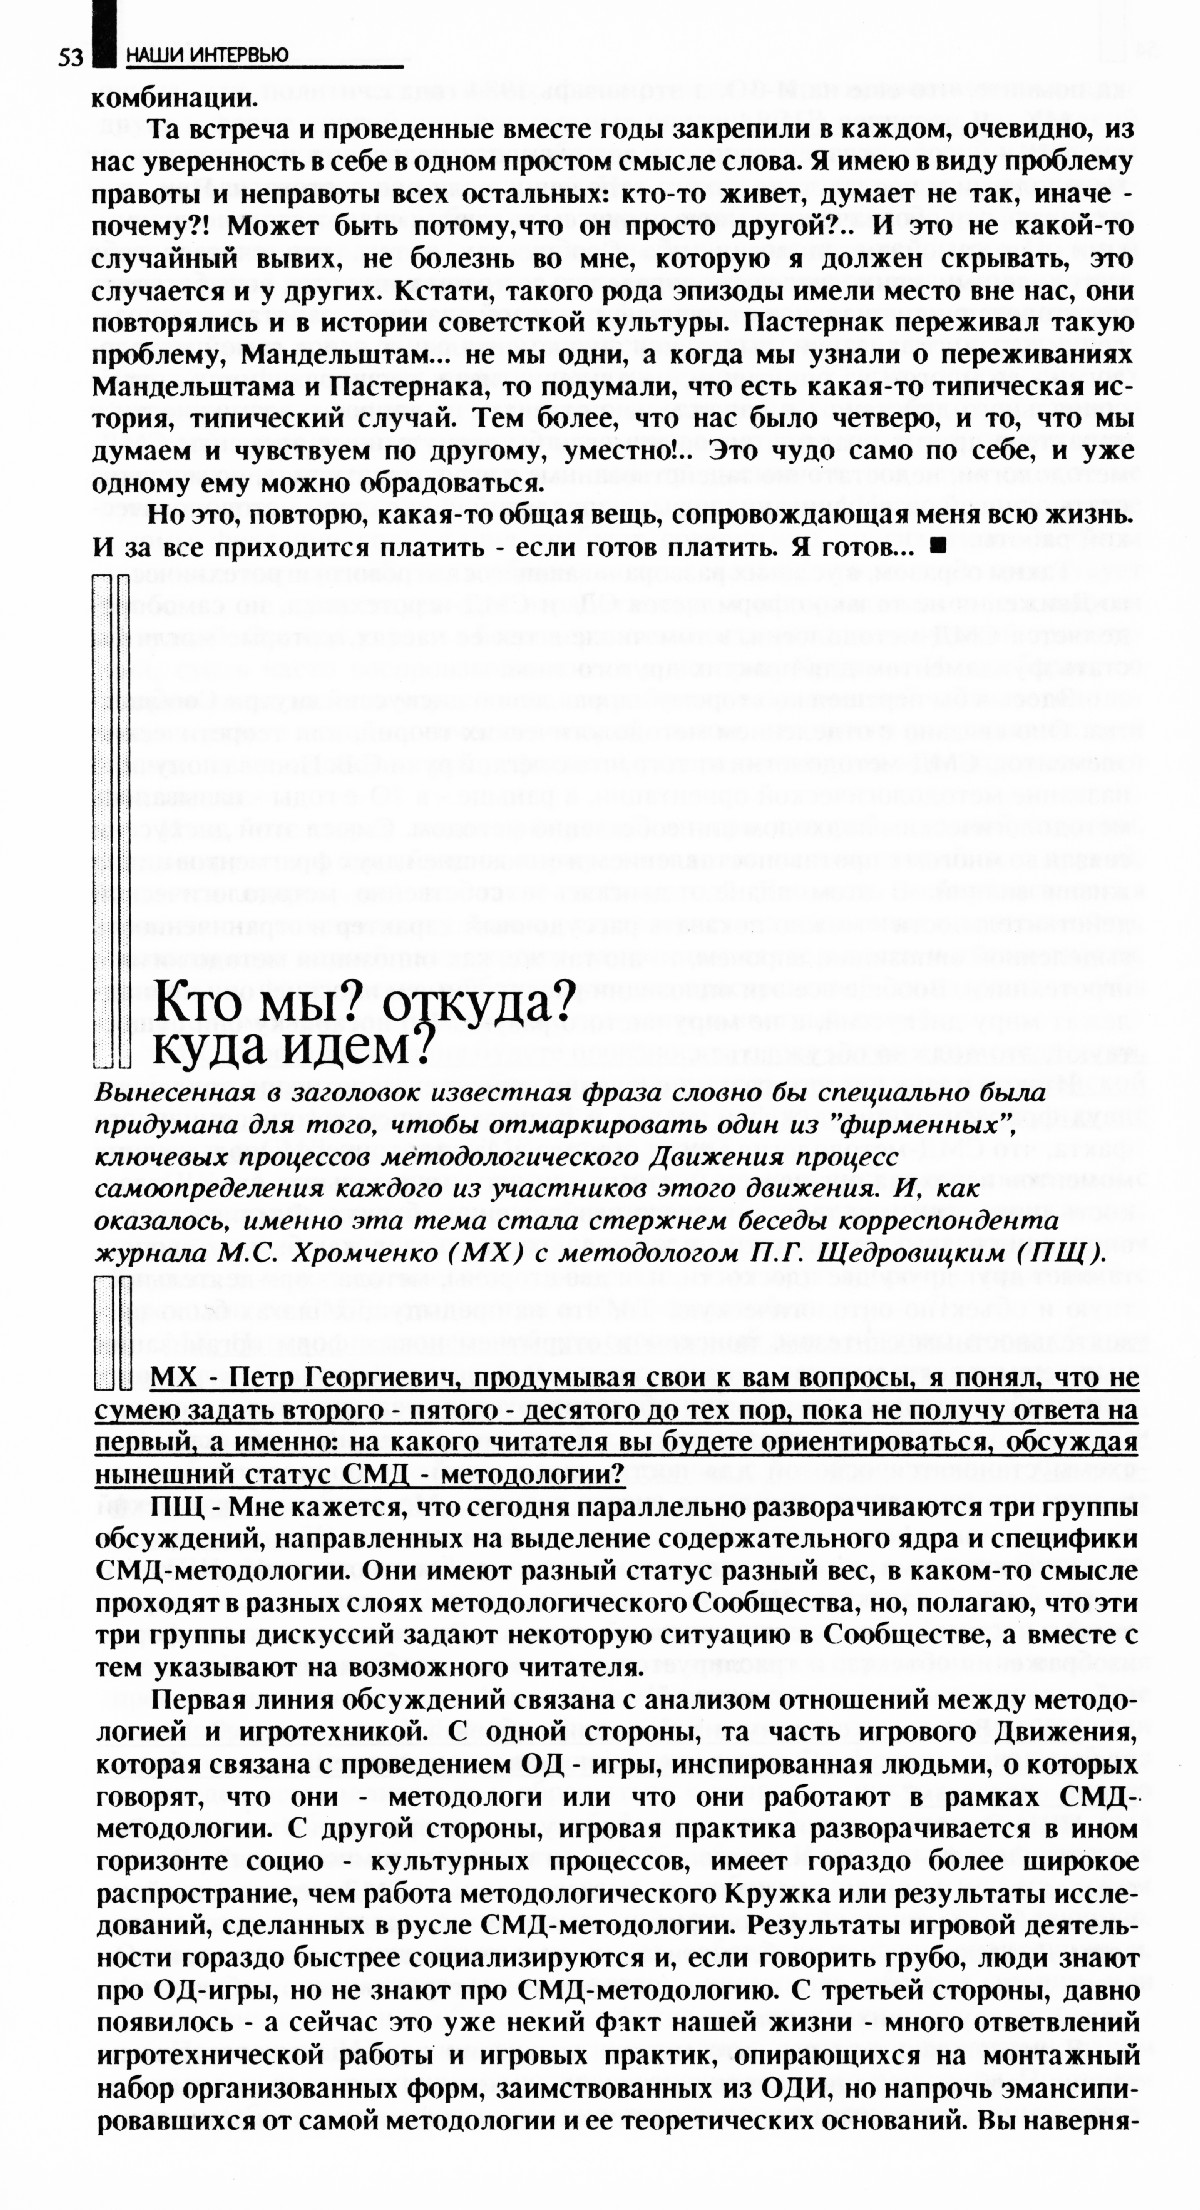 53 НАШИ ИНТЕРВЬЮ
комбинации.
Та встреча и проведенные вместе годы закрепили в каждом, очевидно, из
нас уверенность в себе в одном простом смысле слова. Я имею в виду проблему
правоты и неправоты всех остальных: кто-то живет, думает не так, иначе -
почему?! Может быть потому,что он просто другой?.. И это не какой-то
случайный вывих, не болезнь во мне, которую я должен скрывать, это
случается и у других. Кстати, такого рода эпизоды имели место вне нас, они
повторялись и в истории советсткой культуры. Пастернак переживал такую
проблему, Мандельштам... не мы одни, а когда мы узнали о переживаниях
Мандельштама и Пастернака, то подумали, что есть какая-то типическая ис-
тория, типический случай. Тем более, что нас было четверо, и то, что мы
думаем и чувствуем по другому, уместно!.. Это чудо само по себе, и уже
одному ему можно обрадоваться.
Но это, повторю, какая-то общая вещь, сопровождающая меня всю жизнь.
И за все приходится платить - если готов платить. Я готов... ■
Кто мы? откуда?
куда идем?
Вынесенная в заголовок известная фраза словно бы специально была
придумана для того, чтобы отмаркировать один из ”фирменных”,
ключевых процессов методологического Движения процесс
самоопределения каждого из участников этого движения. И, как
оказалось, именно эта тема стала стержнем беседы корреспондента
журнала М.С. Хромченко (МХ) с методологом П.Г. Щедровицким (ПЩ).
МХ - Петр Георгиевич, продумывая свои к вам вопросы, я понял, что не
сумею задать второго - пятого - десятого до тех пор, пока не получу ответа на
первый, а именно: на какого читателя вы будете ориентироваться, обсуждая
нынешний статус СМД - методологии?
ПЩ - Мне кажется, что сегодня параллельно разворачиваются три группы
обсуждений, направленных на выделение содержательного ядра и специфики
СМД-методологии. Они имеют разный статус разный вес, в каком-то смысле
проходят в разных слоях методологического Сообщества, но, полагаю, что эти
три группы дискуссий задают некоторую ситуацию в Сообществе, а вместе с
тем указывают на возможного читателя.
Первая линия обсуждений связана с анализом отношений между методо-
логией и игротехникой. С одной стороны, та часть игрового Движения,
которая связана с проведением ОД - игры, инспированная людьми, о которых
говорят, что они - методологи или что они работают в рамках СМД-
методологии. С другой стороны, игровая практика разворачивается в ином
горизонте социо - культурных процессов, имеет гораздо более широкое
распространие, чем работа методологического Кружка или результаты иссле-
дований, сделанных в русле СМД-методологии. Результаты игровой деятель-
ности гораздо быстрее социализируются и, если говорить грубо, люди знают
про ОД-игры, но не знают про СМД-методологию. С третьей стороны, давно
появилось - а сейчас это уже некий факт нашей жизни - много ответвлений
игротехнической работы и игровых практик, опирающихся на монтажный
набор организованных форм, заимствованных из ОДИ, но напрочь эмансипи-
ровавшихся от самой методологии и ее теоретических оснований. Вы наверня-